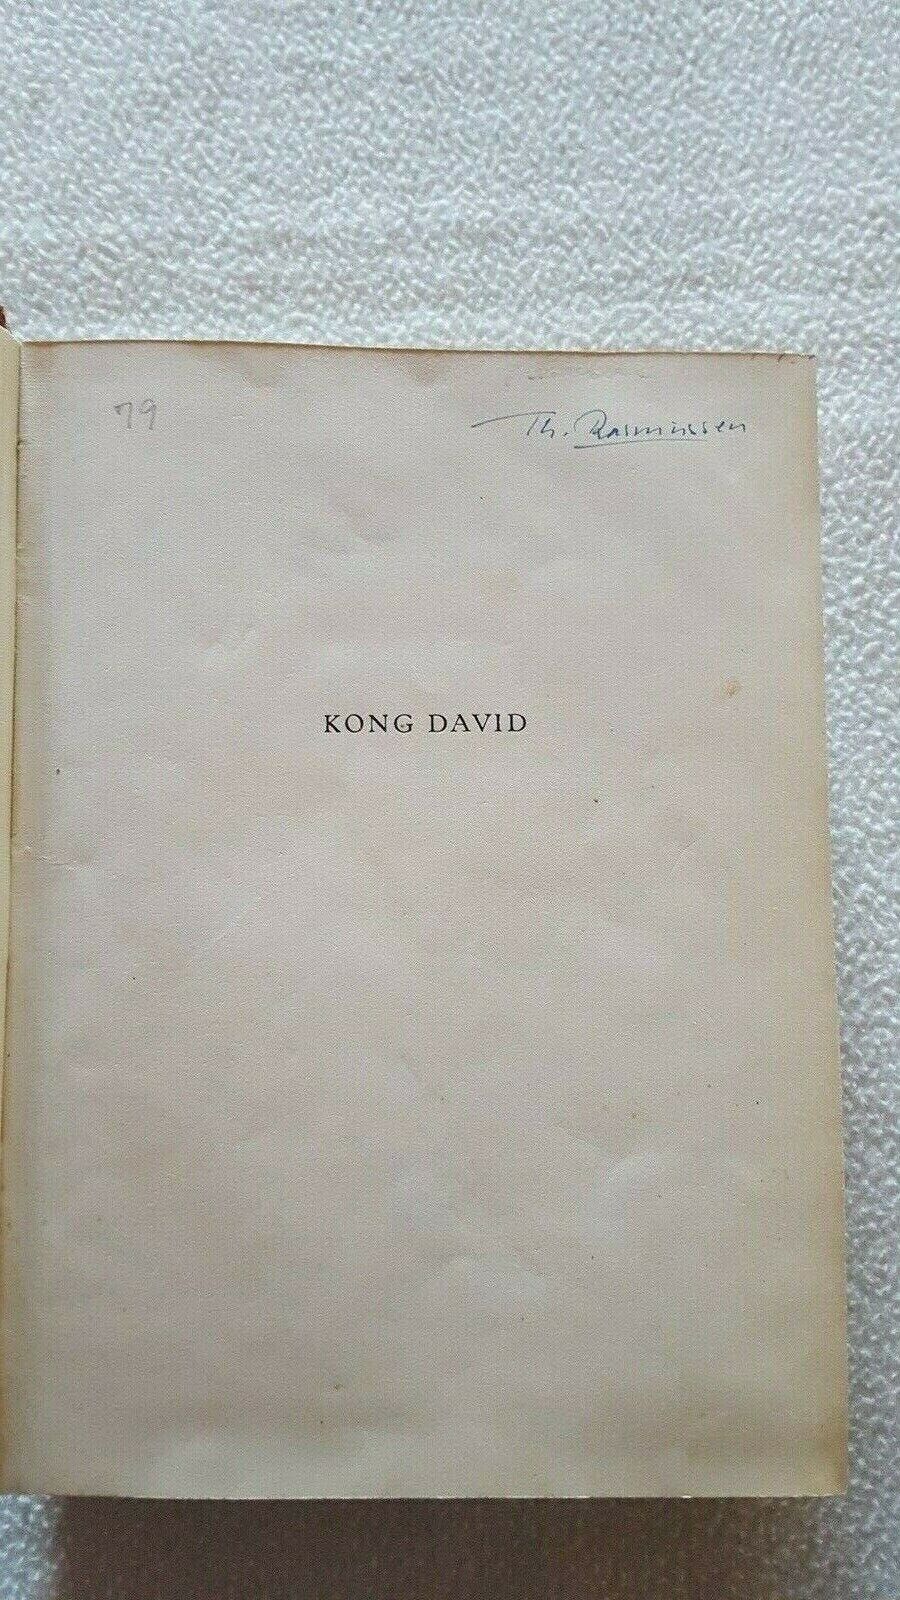 79
Th. Rasmussen
KONG DAVID